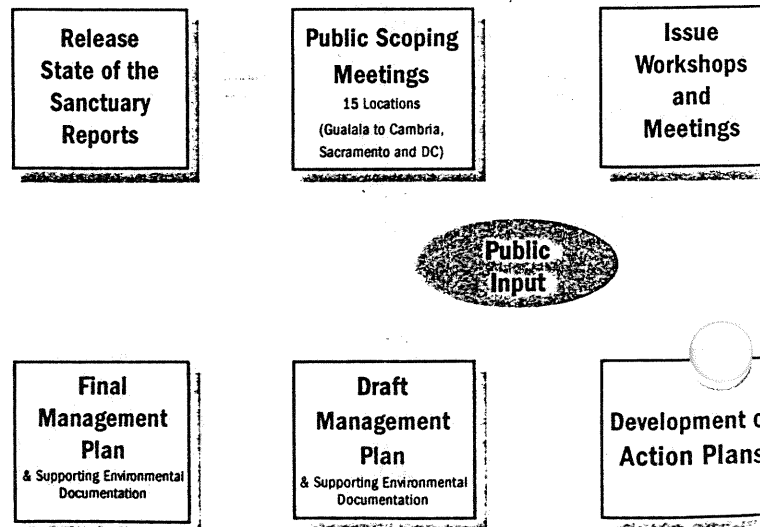 Release
State of the
Sanctuary
Reports
Public Scoping
Meetings
15 Locations
(Gualala to Cambria,
Sacramento and DC)
Issue
Workshops
and
Meetings
Public
Input
Final
Management
Plan
& Supporting Environmental
Documentation
Draft
Management
Plan
& Supporting Environmental
Documentation
Development o
Action Plans